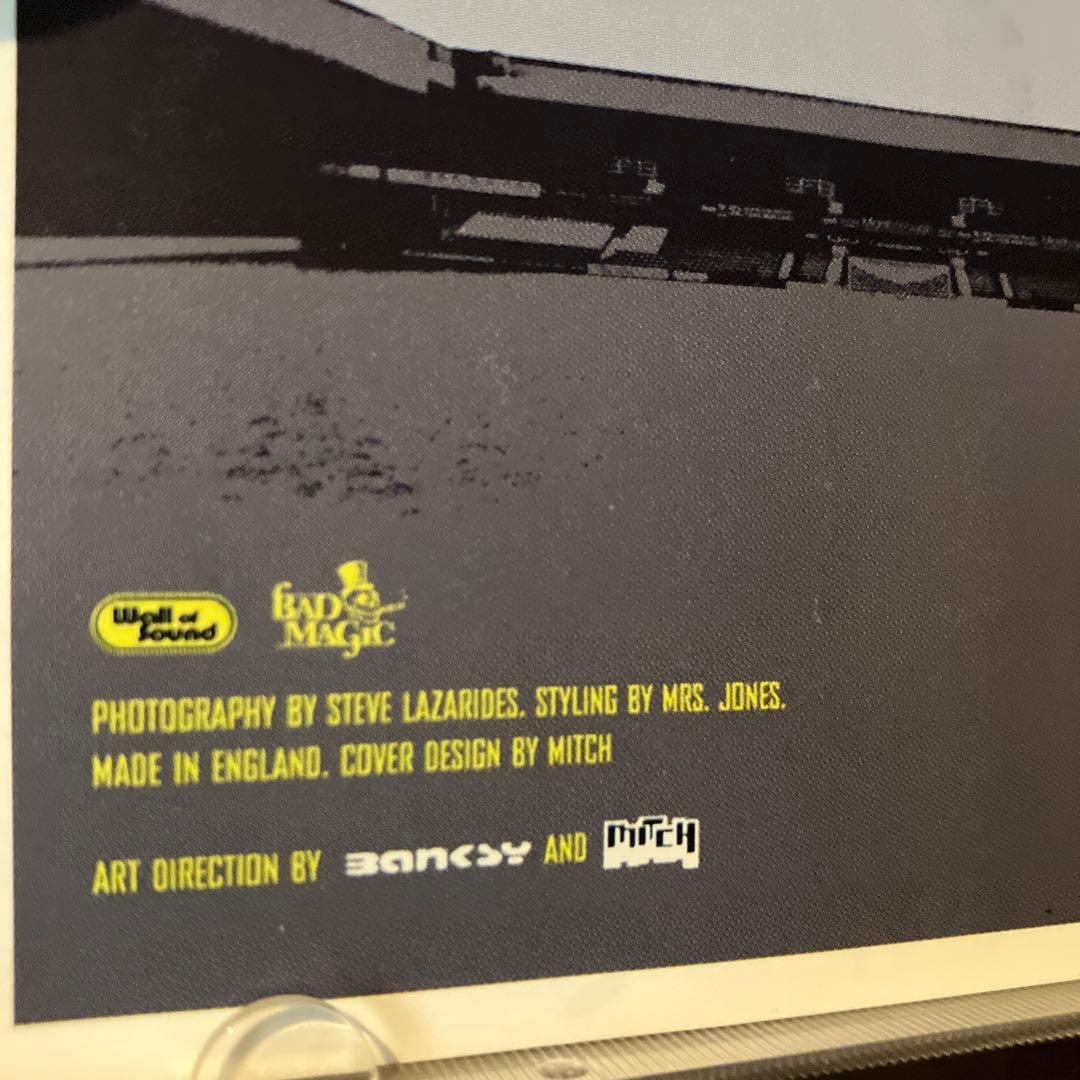 Wall of
Sound
BAD
MAGIC
PHOTOGRAPHY BY STEVE LAZARIDES. STYLING BY MRS. JONES.
MADE IN ENGLAND. COVER DESIGN BY MITCH
ART DIRECTION BY BANKSY AND MITCH